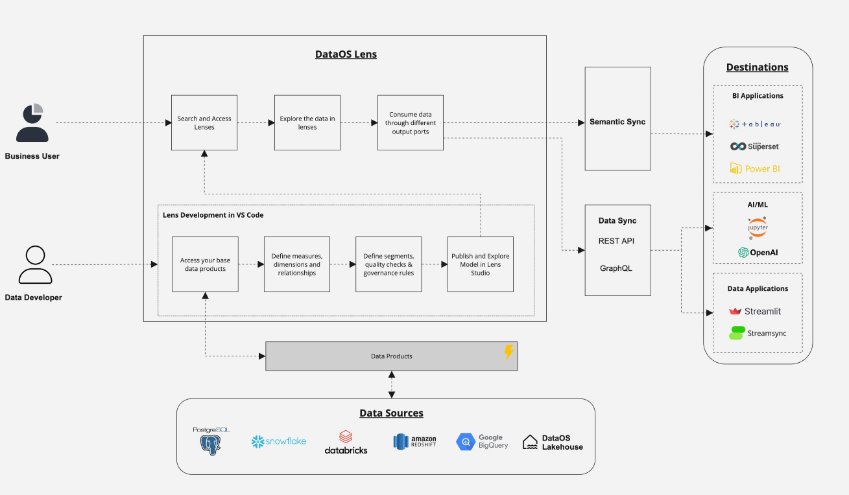 DataOS Lens
Destinations
BI Applications
Search and Access
Lenses
Explore the data in
lenses
Consume data
through different
output ports
Semantic Sync
+ a b l e a u
Superset
Power BI
Business User
AI/ML
jupyter
OpenAI
Lens Development in VS Code
Data Sync
REST API
GraphQL
Access your base
data products
Define measures,
dimensions and
relationships
Define segments,
quality checks &
governance rules
Publish and Explore
Model in Lens
Studio
Data Developer
Data Applications
Streamlit
Streamsync
Data Products
Data Sources
PostgreSQL
snowflake
databricks
amazon
REDSHIFT
Google
BigQuery
DataOS
Lakehouse